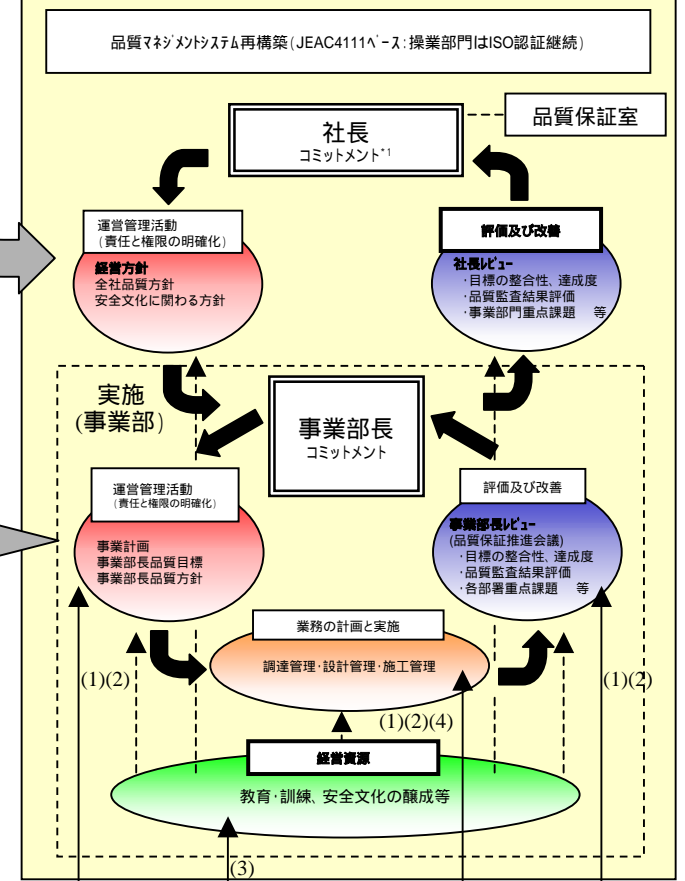 品質ﾏﾈｼﾞﾒﾝﾄｼｽﾃﾑ再構築(JEAC4111ﾍﾞｰｽ:操業部門はISO認証継続)
品質保証室
社長
コミットメント*1
運営管理活動
(責任と権限の明確化)
経営方針
全社品質方針
安全文化に関わる方針
評価及び改善
社長ﾚﾋﾞｭｰ
・目標の整合性、達成度
・品質監査結果評価
・事業部門重点課題 等
実施
(事業部)
事業部長
コミットメント
運営管理活動
(責任と権限の明確化)
事業計画
事業部長品質目標
事業部長品質方針
評価及び改善
事業部長ﾚﾋﾞｭｰ
(品質保証推進会議)
・目標の整合性、達成度
・品質監査結果評価
・各部署重点課題 等
業務の計画と実施
調達管理・設計管理・施工管理
(1)(2)
(1)(2)
(1)(2)(4)
経営資源
教育・訓練、安全文化の醸成等
(3)